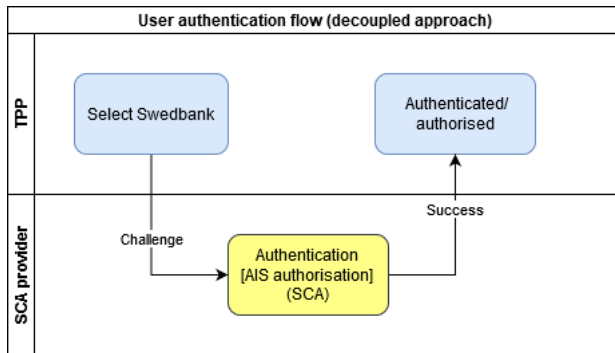 User authentication flow (decoupled approach)
TPP
Select Swedbank
Authenticated/
authorised
Success
Challenge
SCA provider
Authentication
[AIS authorisation]
(SCA)